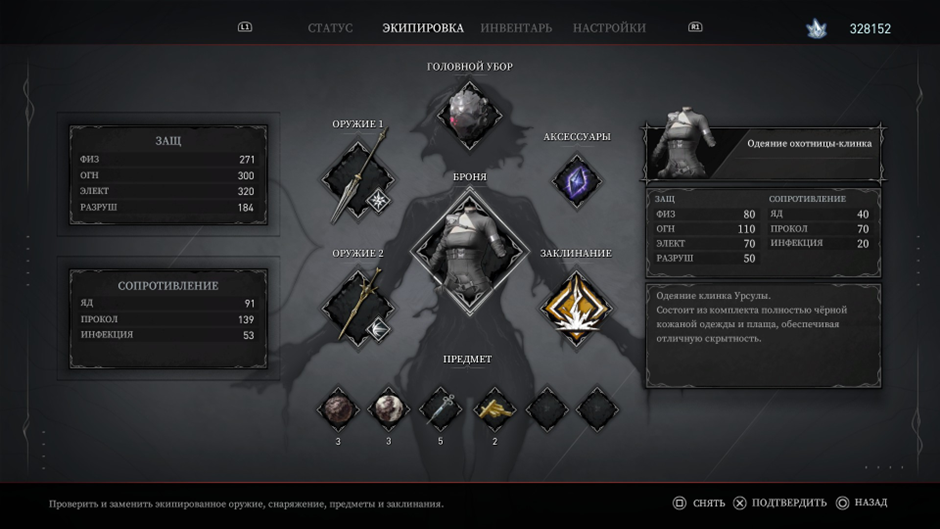 L1
СТАТУС
ЭКИПИРОВКА
ИНВЕНТАРЬ
НАСТРОЙКИ
R1
328152
ГОЛОВНОЙ УБОР
ОРУЖИЕ 1
АКСЕССУАРЫ
БРОНЯ
ОРУЖИЕ 2
ЗАКЛИНАНИЕ
ПРЕДМЕТ
3
3
5
2
ЗАЩ
ФИЗ 271
ОГН 300
ЭЛЕКТ 320
РАЗРУШ 184
СОПРОТИВЛЕНИЕ
ЯД 91
ПРОКОЛ 139
ИНФЕКЦИЯ 53
Одеяние охотницы-клинка
ЗАЩ
ФИЗ 80
ОГН 110
ЭЛЕКТ 70
РАЗРУШ 50
СОПРОТИВЛЕНИЕ
ЯД 40
ПРОКОЛ 70
ИНФЕКЦИЯ 20
Одеяние клинка Урсулы.
Состоит из комплекта полностью чёрной
кожаной одежды и плаща, обеспечивая
отличную скрытность.
Проверить и заменить экипированное оружие, снаряжение, предметы и заклинания.
СНЯТЬ
ПОДТВЕРДИТЬ
НАЗАД